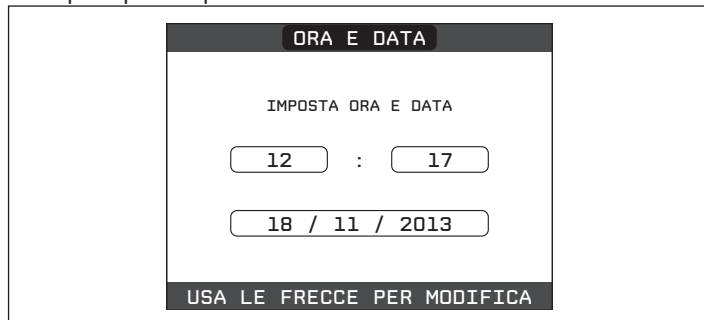 ORA E DATA
IMPOSTA ORA E DATA
12 : 17
18 / 11 / 2013
USA LE FRECCE PER MODIFICA